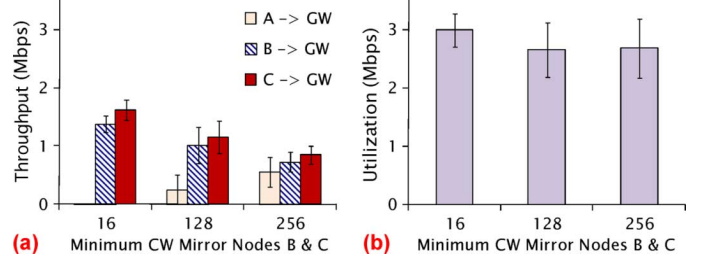 A -> GW
B -> GW
C -> GW
Throughput (Mbps)
3
2
1
0
16 128 256
(a) Minimum CW Mirror Nodes B & C
Utilization (Mbps)
3
2
1
0
16 128 256
(b) Minimum CW Mirror Nodes B & C